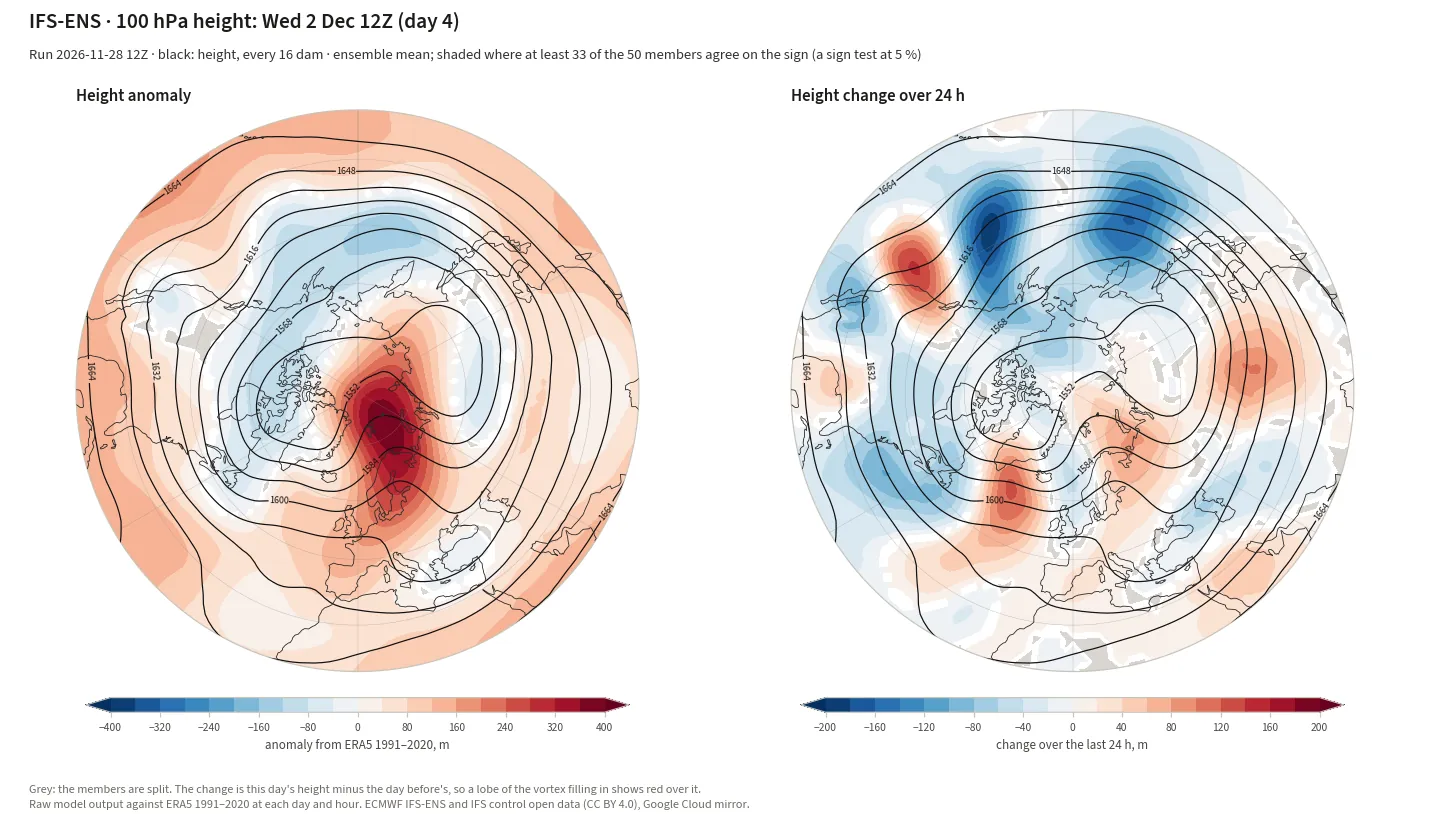 IFS-ENS · 100 hPa height: Wed 2 Dec 12Z (day 4)
Run 2026-11-28 12Z · black: height, every 16 dam · ensemble mean; shaded where at least 33 of the 50 members agree on the sign (a sign test at 5 %)
Height anomaly
Height change over 24 h
1648
1664
1616
1568
1664
1632
1552
1584
1600
1664
1648
1664
1616
1568
1664
1632
1552
1584
1600
1664
−400 −320 −240 −160 −80 0 80 160 240 320 400
anomaly from ERA5 1991–2020, m
−200 −160 −120 −80 −40 0 40 80 120 160 200
change over the last 24 h, m
Grey: the members are split. The change is this day's height minus the day before's, so a lobe of the vortex filling in shows red over it.
Raw model output against ERA5 1991–2020 at each day and hour. ECMWF IFS-ENS and IFS control open data (CC BY 4.0), Google Cloud mirror.